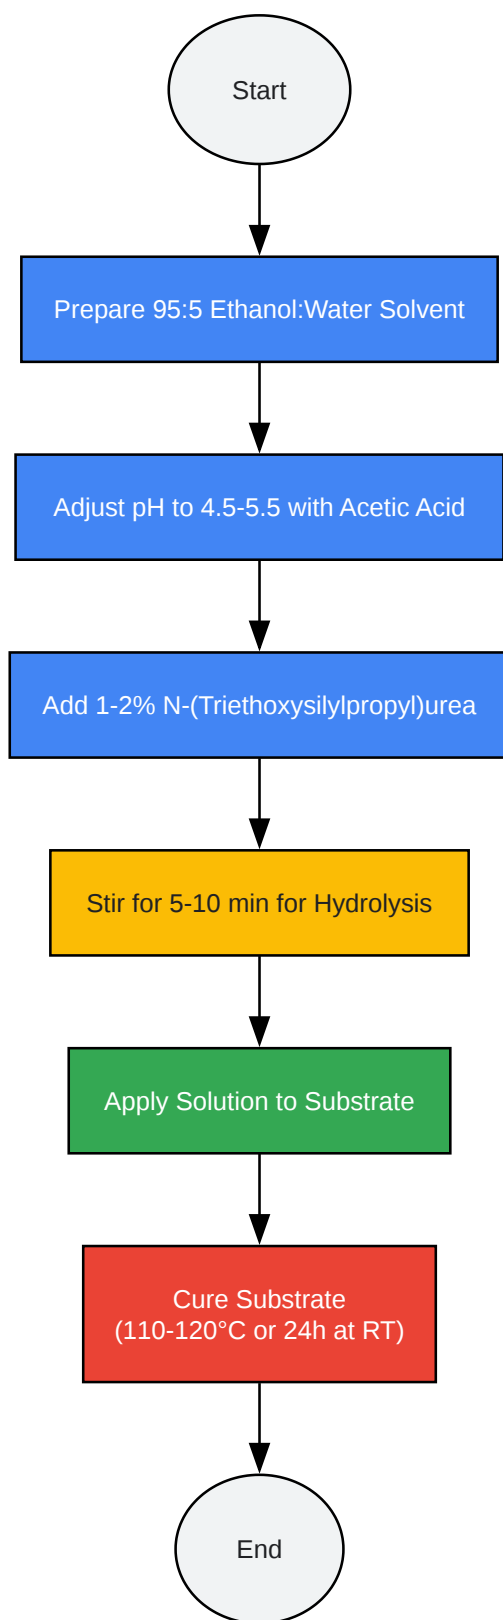 Start
Prepare 95:5 Ethanol:Water Solvent
Adjust pH to 4.5-5.5 with Acetic Acid
Add 1-2% N-(Triethoxysilylpropyl)urea
Stir for 5-10 min for Hydrolysis
Apply Solution to Substrate
Cure Substrate
(110-120°C or 24h at RT)
End